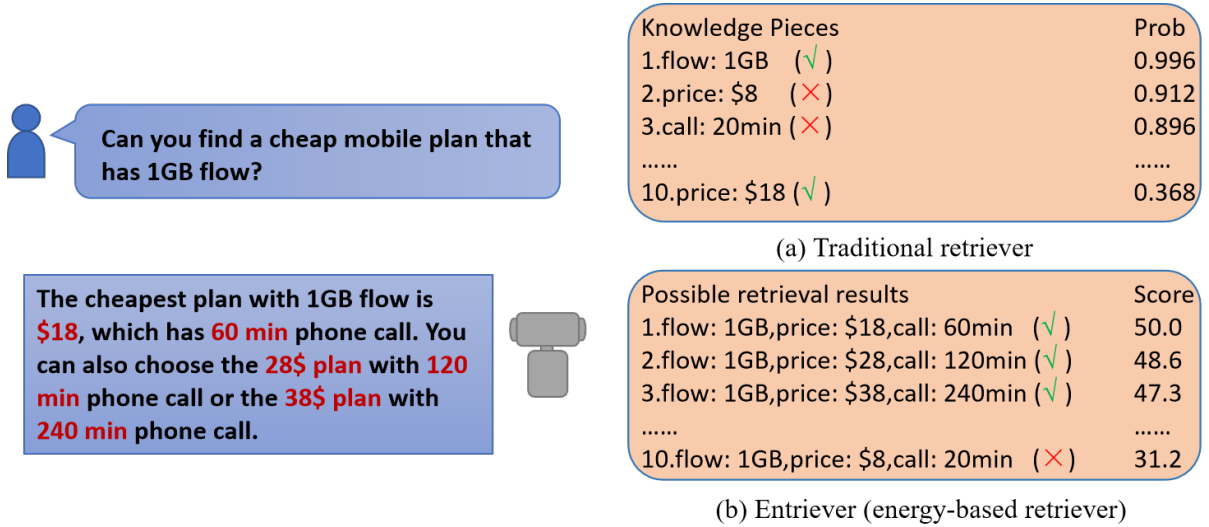 Can you find a cheap mobile plan that
has 1GB flow?
The cheapest plan with 1GB flow is
$18, which has 60 min phone call. You
can also choose the 28$ plan with 120
min phone call or the 38$ plan with
240 min phone call.
Knowledge Pieces Prob
1.flow: 1GB (√) 0.996
2.price: $8 (×) 0.912
3.call: 20min (×) 0.896
...... ......
10.price: $18 (√) 0.368
(a) Traditional retriever
Possible retrieval results Score
1.flow: 1GB,price: $18,call: 60min (√) 50.0
2.flow: 1GB,price: $28,call: 120min (√) 48.6
3.flow: 1GB,price: $38,call: 240min (√) 47.3
...... ......
10.flow: 1GB,price: $8,call: 20min (×) 31.2
(b) Entriever (energy-based retriever)